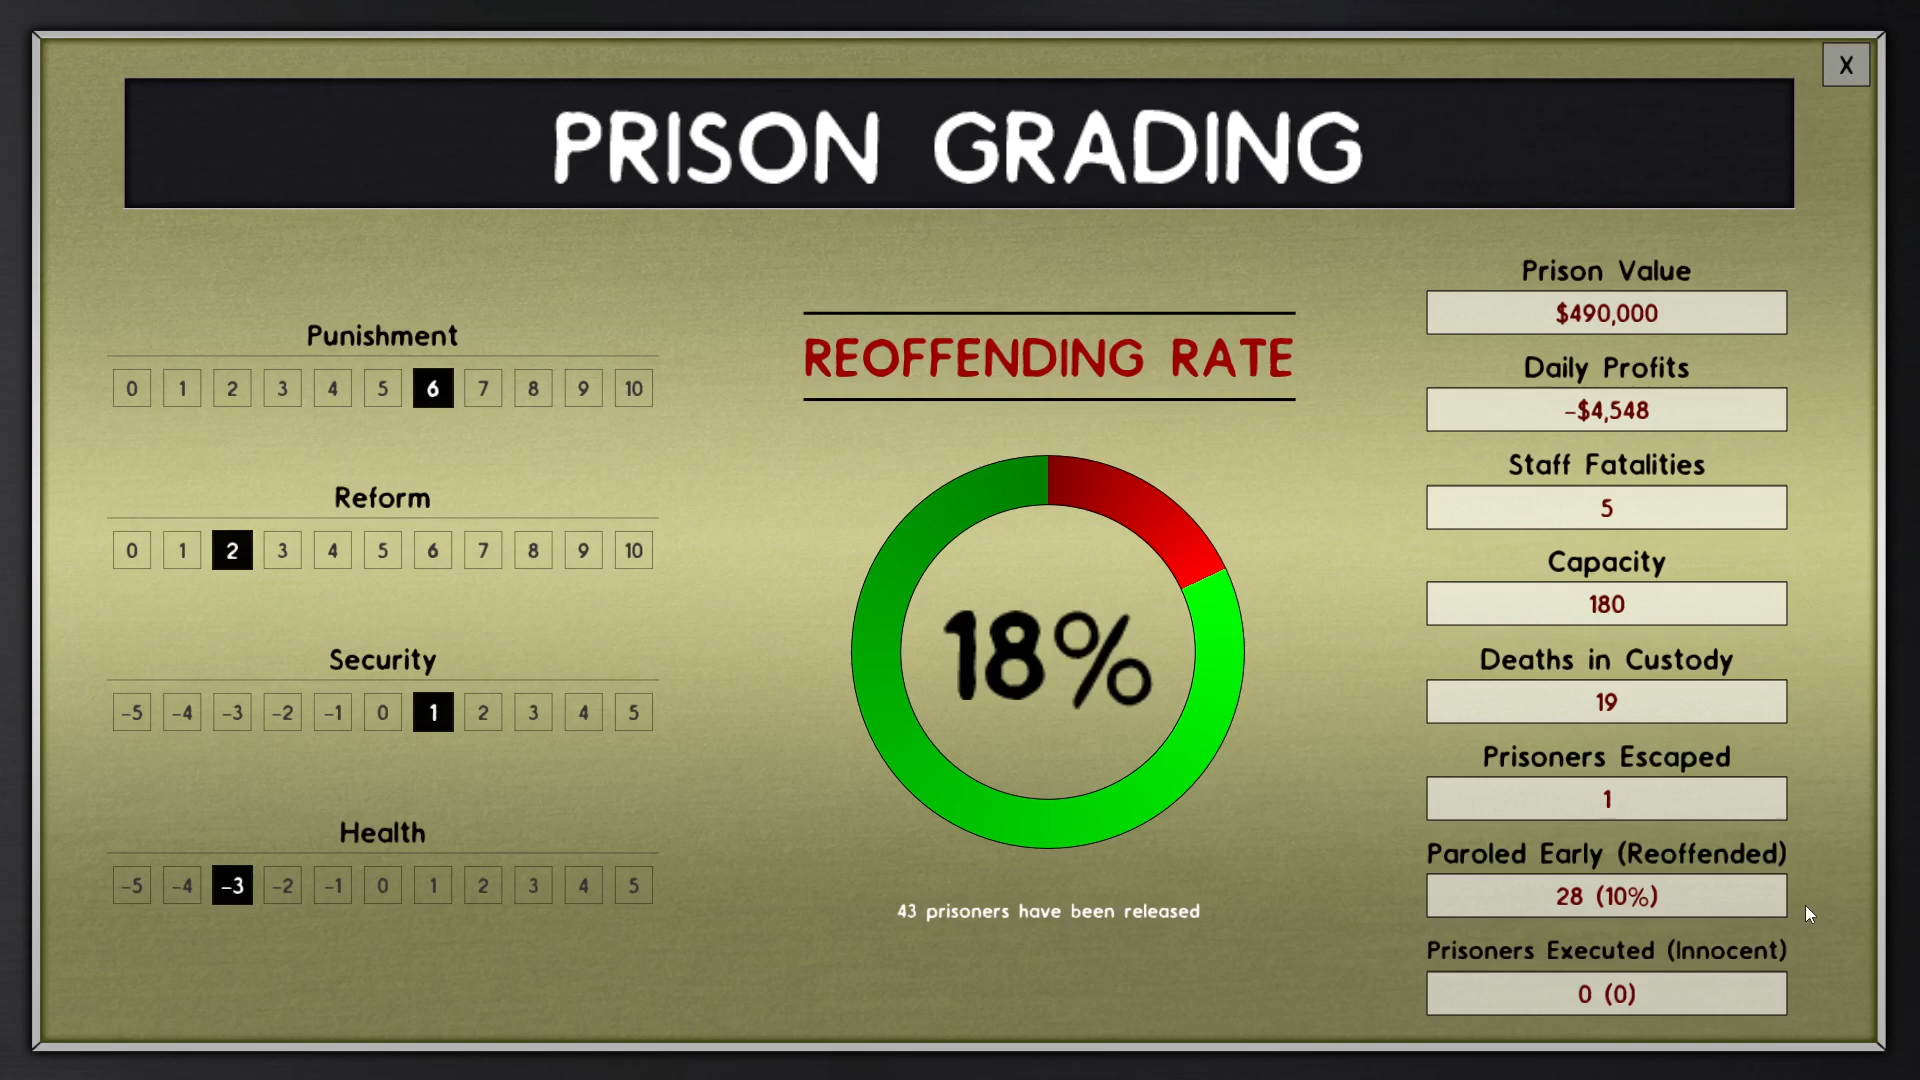 X
PRISON GRADING
Punishment
0 1 2 3 4 5 6 7 8 9 10
Reform
0 1 2 3 4 5 6 7 8 9 10
Security
-5 -4 -3 -2 -1 0 1 2 3 4 5
Health
-5 -4 -3 -2 -1 0 1 2 3 4 5
REOFFENDING RATE
18%
43 prisoners have been released
Prison Value
$490,000
Daily Profits
-$4,548
Staff Fatalities
5
Capacity
180
Deaths in Custody
19
Prisoners Escaped
1
Paroled Early (Reoffended)
28 (10%)
Prisoners Executed (Innocent)
0 (0)